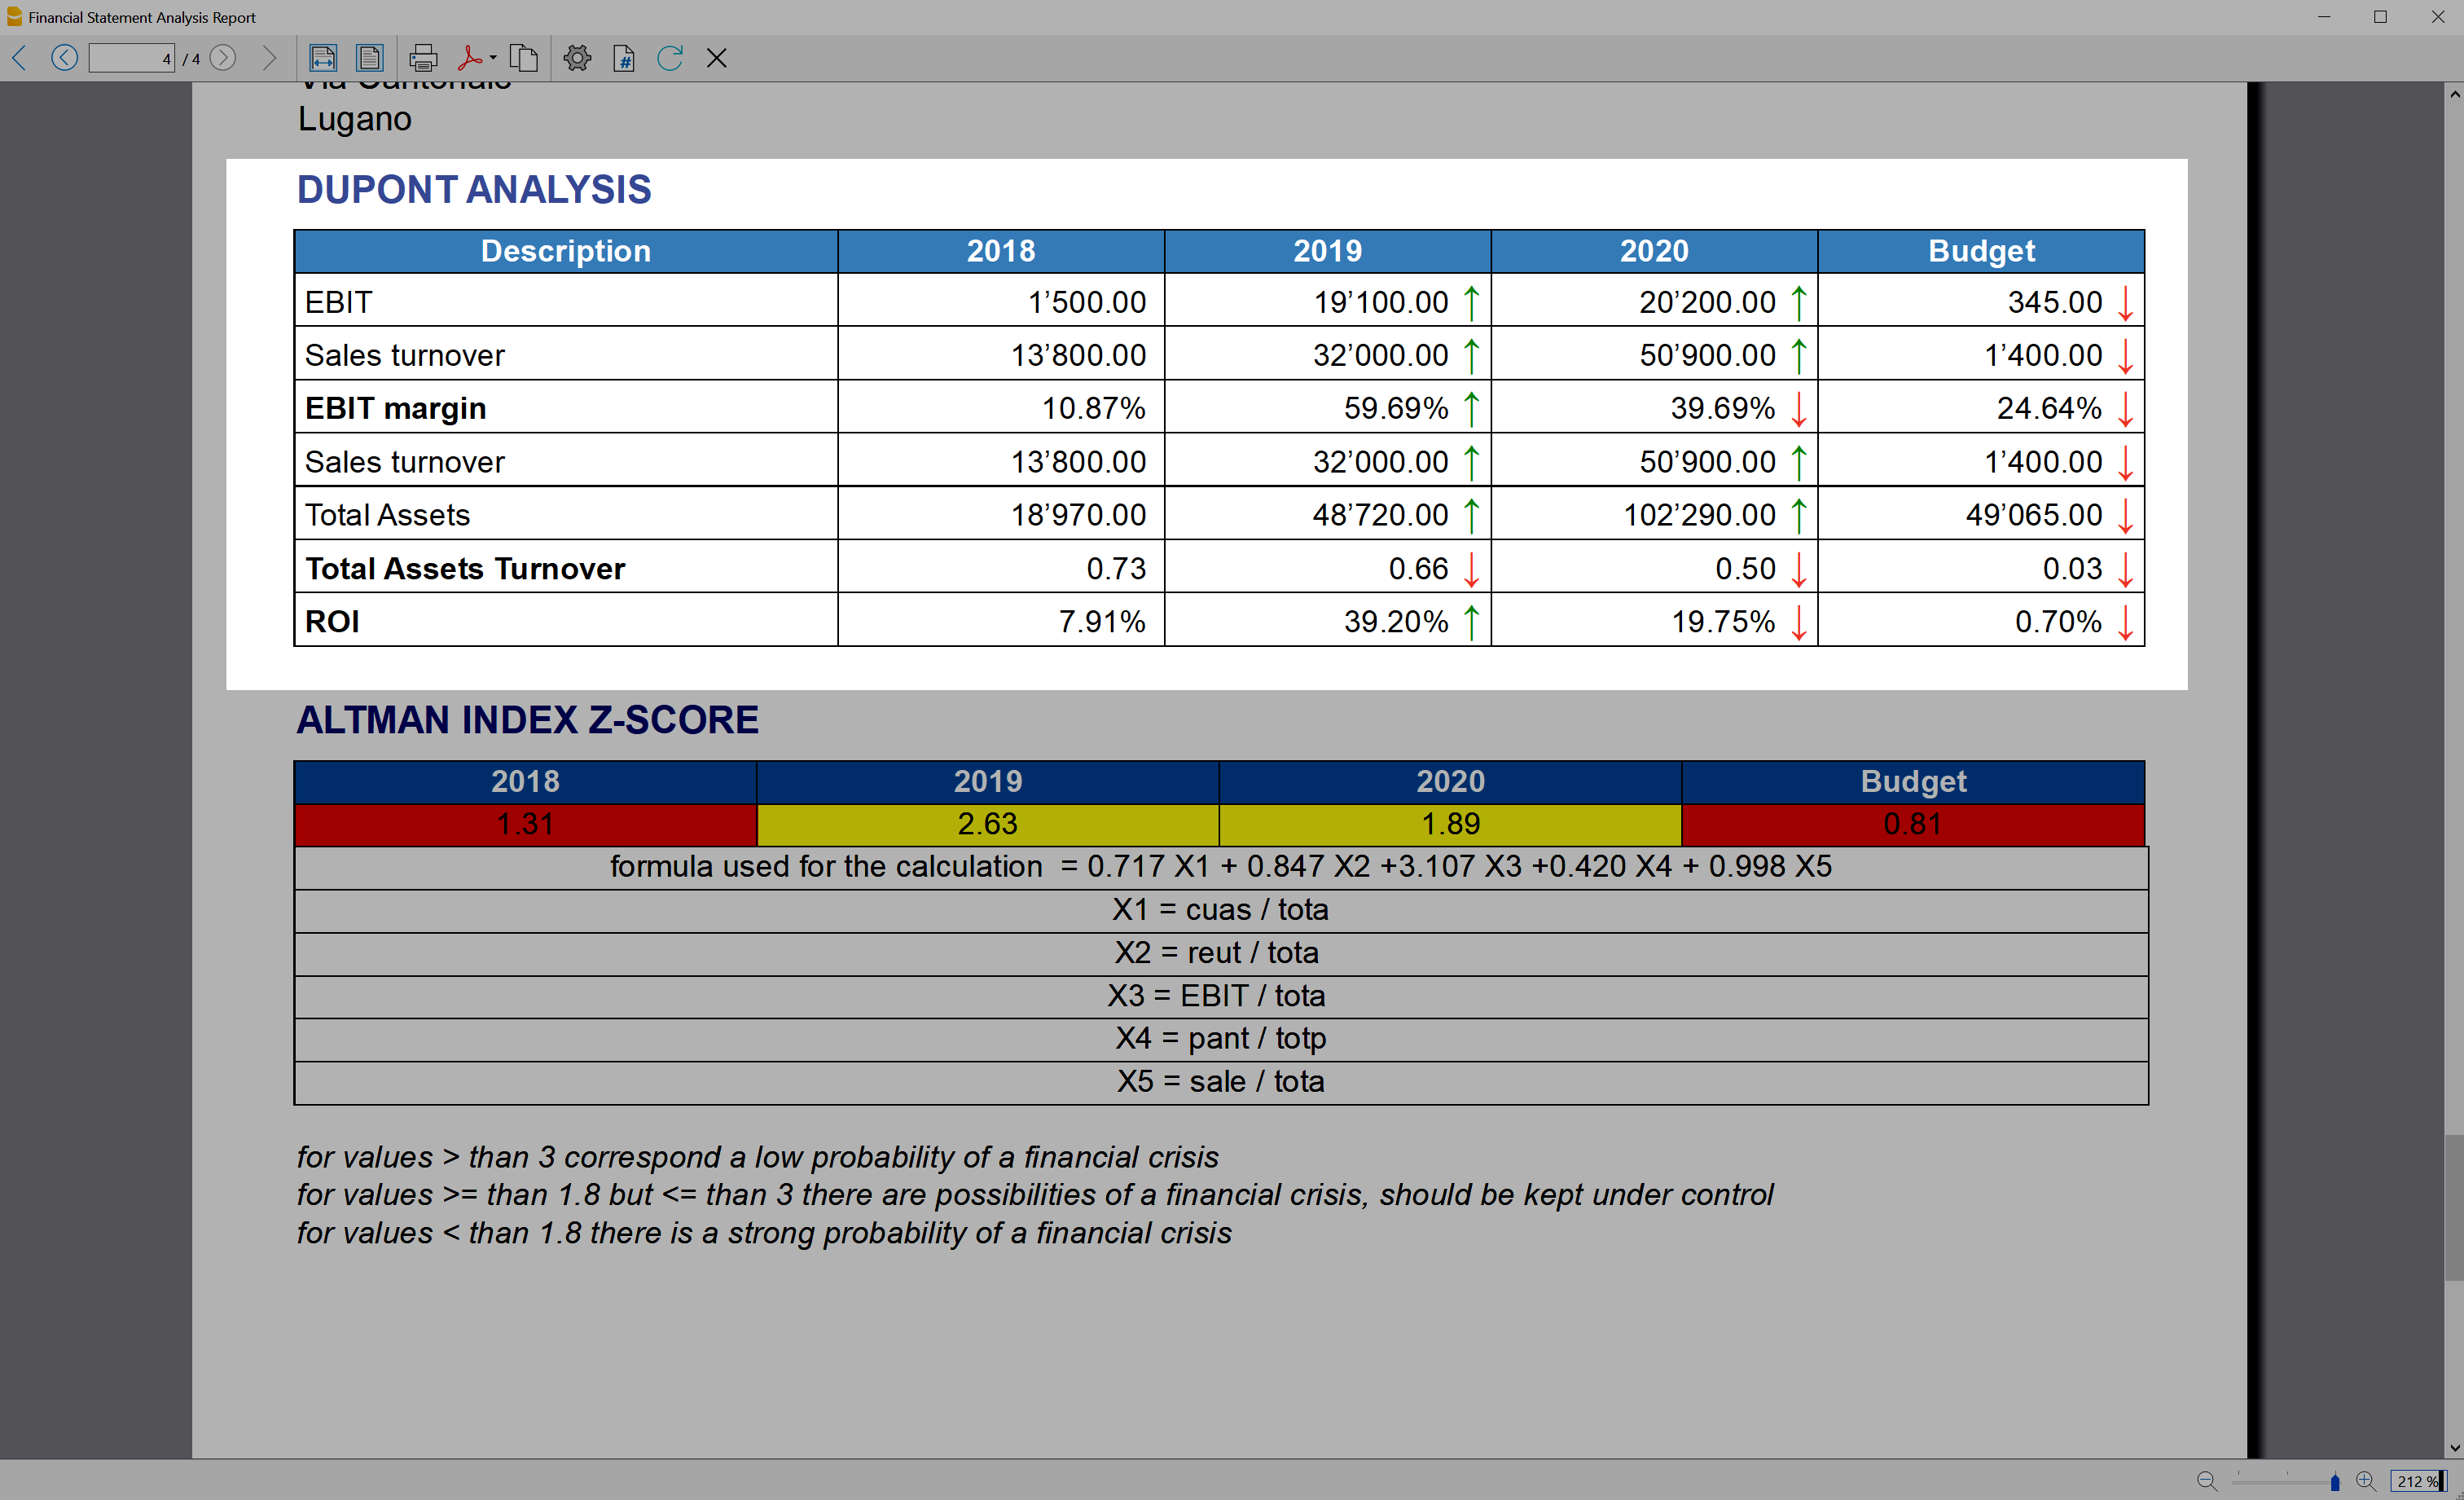 Financial Statement Analysis Report
4 / 4
Lugano
DUPONT ANALYSIS
Description 2018 2019 2020 Budget
EBIT 1’500.00 19’100.00 ↑ 20’200.00 ↑ 345.00 ↓
Sales turnover 13’800.00 32’000.00 ↑ 50’900.00 ↑ 1’400.00 ↓
EBIT margin 10.87% 59.69% ↑ 39.69% ↓ 24.64% ↓
Sales turnover 13’800.00 32’000.00 ↑ 50’900.00 ↑ 1’400.00 ↓
Total Assets 18’970.00 48’720.00 ↑ 102’290.00 ↑ 49’065.00 ↓
Total Assets Turnover 0.73 0.66 ↓ 0.50 ↓ 0.03 ↓
ROI 7.91% 39.20% ↑ 19.75% ↓ 0.70% ↓
ALTMAN INDEX Z-SCORE
2018 2019 2020 Budget
1.31 2.63 1.89 0.81
formula used for the calculation = 0.717 X1 + 0.847 X2 +3.107 X3 +0.420 X4 + 0.998 X5
X1 = cuas / tota
X2 = reut / tota
X3 = EBIT / tota
X4 = pant / totp
X5 = sale / tota
for values > than 3 correspond a low probability of a financial crisis
for values >= than 1.8 but <= than 3 there are possibilities of a financial crisis, should be kept under control
for values < than 1.8 there is a strong probability of a financial crisis
212 %